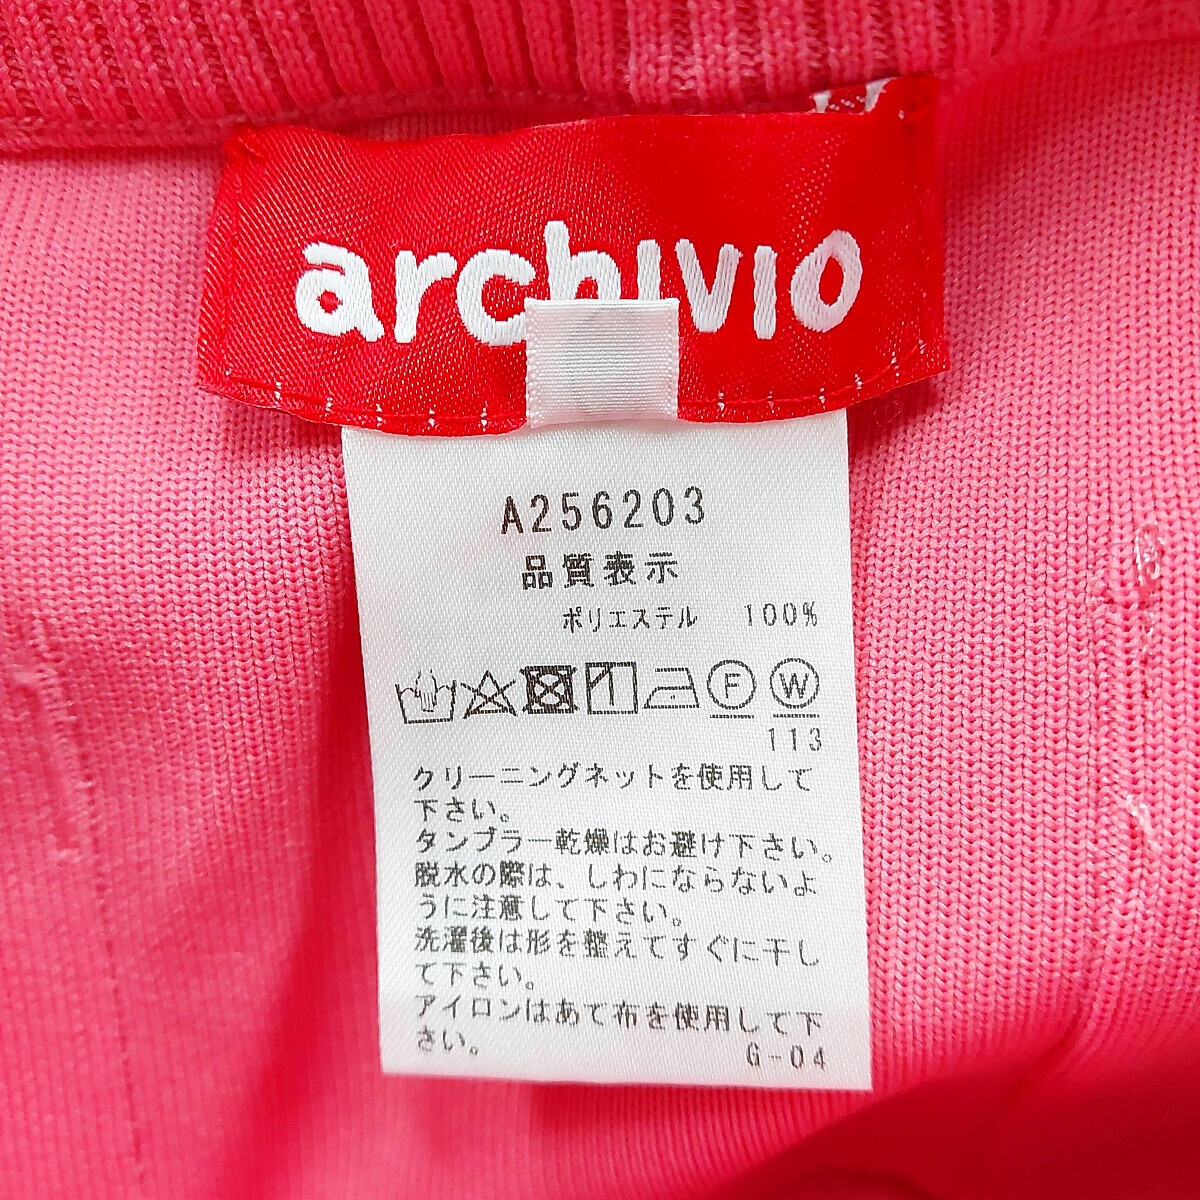 archivio
A256203
品質表示
ポリエステル 100%
F W
113
クリーニングネットを使用して
下さい。
タンブラー乾燥はお避け下さい。
脱水の際は、しわにならないよ
うに注意して下さい。
洗濯後は形を整えてすぐに干し
て下さい。
アイロンはあて布を使用して下
さい。
G-04